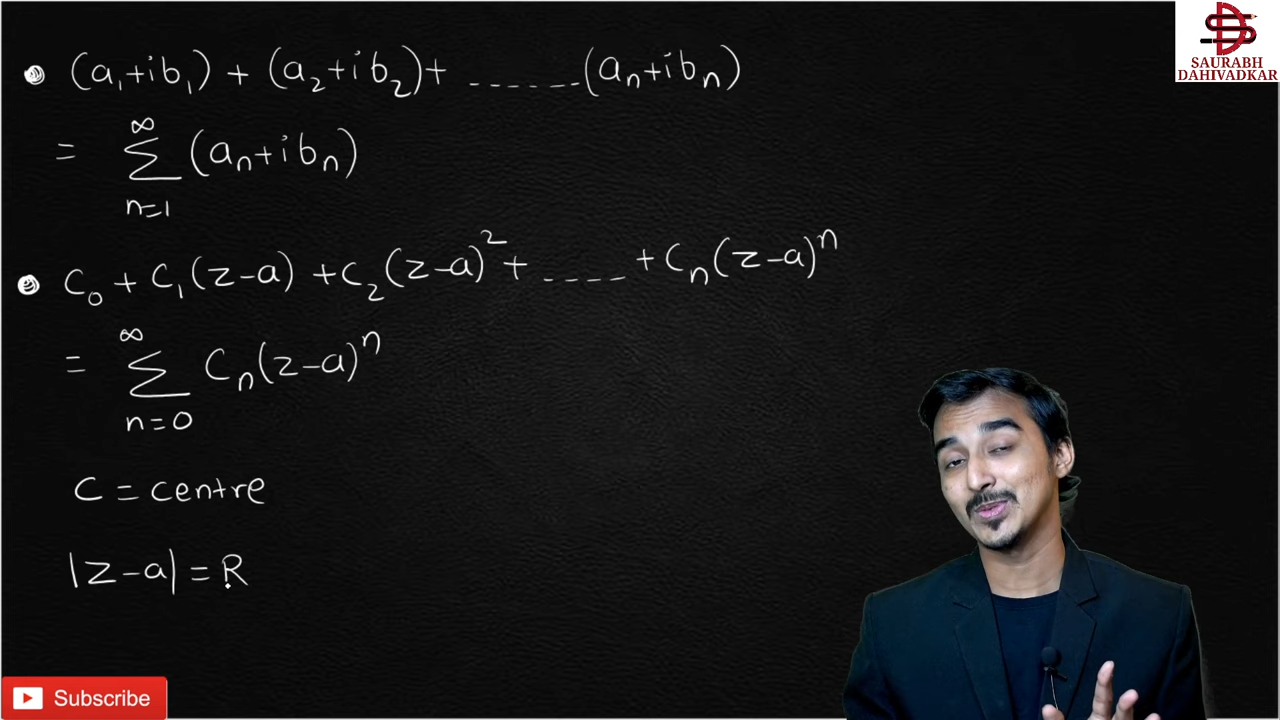 (a₁+ib₁) + (a₂+ib₂)+ ......(aₙ+ibₙ)
= ∞∑n=1 (aₙ+ibₙ)
C₀ + C₁(z-a) +C₂(z-a)²+ .... +Cₙ(z-a)ⁿ
= ∞∑n=0 Cₙ(z-a)ⁿ
C = centre
|z-a| = R
SAURABH
DAHIVADKAR
Subscribe